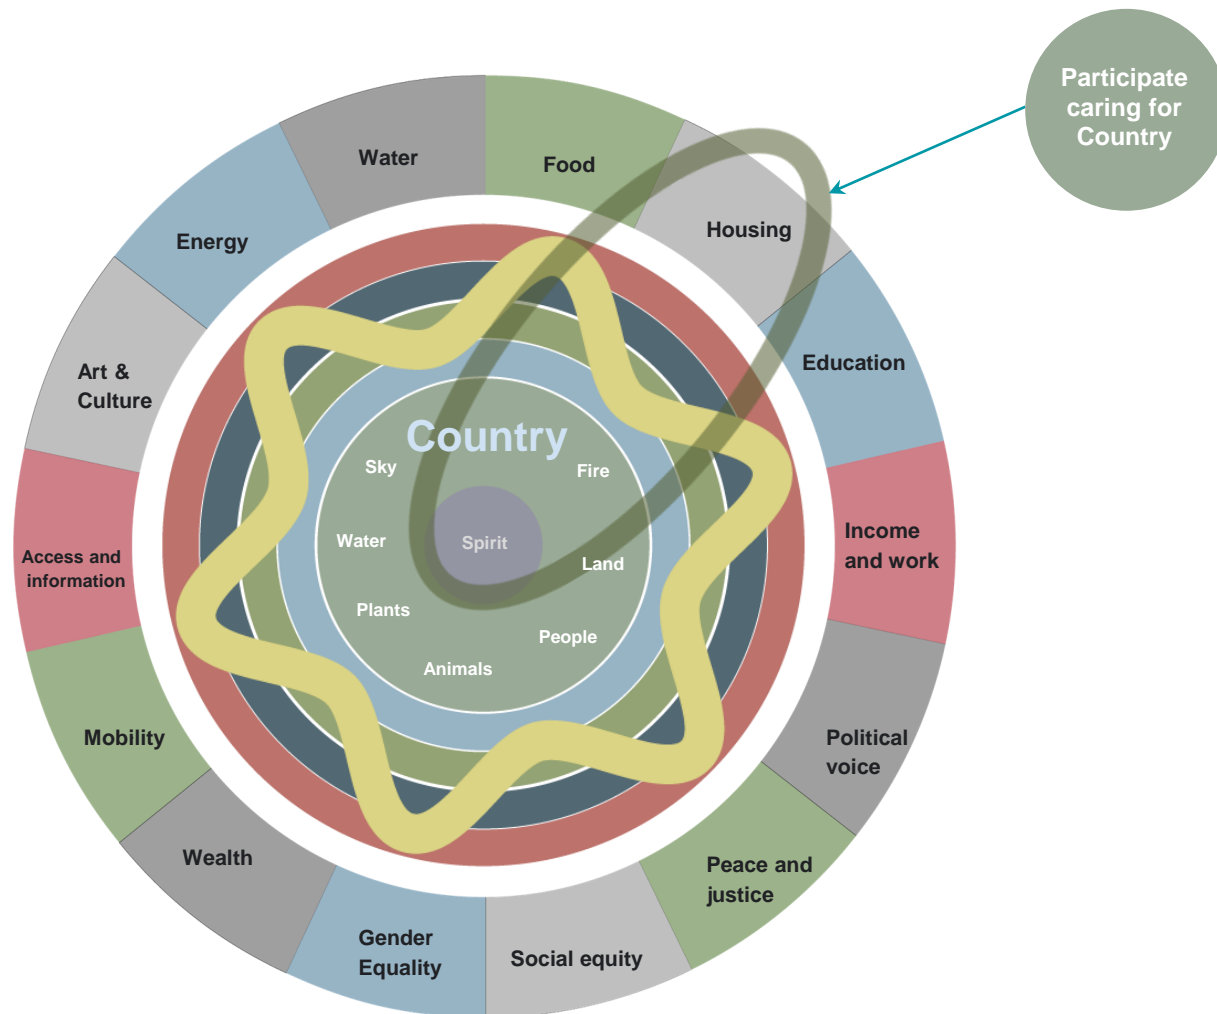 Participate
caring for
Country
Water
Food
Housing
Energy
Education
Art &
Culture
Country
Sky
Fire
Income
and work
Access and
information
Water
Spirit
Land
Plants
People
Animals
Mobility
Political
voice
Wealth
Peace and
justice
Gender
Equality
Social equity